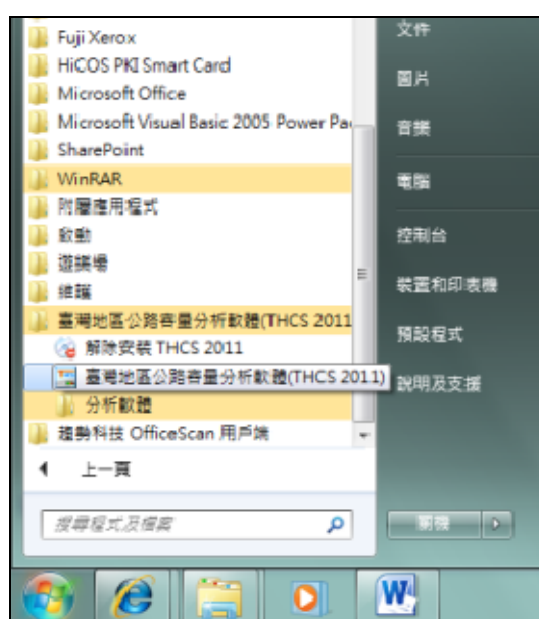 Fuji Xerox
HiCOS PKI Smart Card
Microsoft Office
Microsoft Visual Basic 2005 Power Pa
SharePoint
WinRAR
附屬應用程式
啟動
遊樂場
維護
臺灣地區公路容量分析軟體(THCS 2011
解除安裝 THCS 2011
臺灣地區公路容量分析軟體(THCS 2011)
分析軟體
趨勢科技 OfficeScan 用戶端
上一頁
搜尋程式及檔案
文件
圖片
音樂
電腦
控制台
裝置和印表機
預設程式
說明及支援
關機